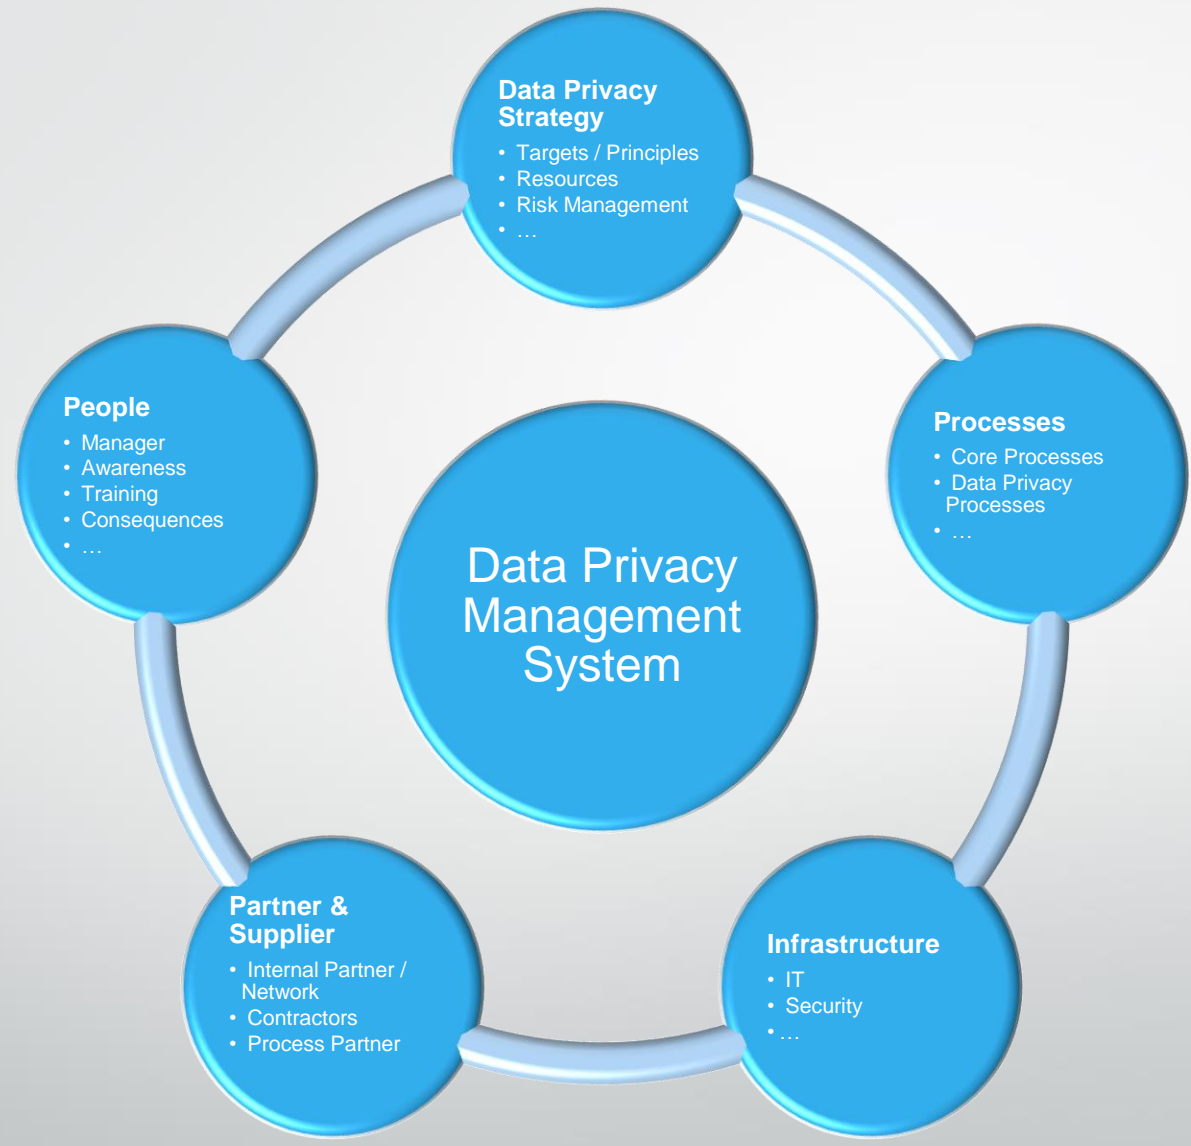 Data Privacy
Strategy
• Targets / Principles
• Resources
• Risk Management
• …
People
• Manager
• Awareness
• Training
• Consequences
• …
Processes
• Core Processes
• Data Privacy
Processes
• …
Data Privacy
Management
System
Partner &
Supplier
• Internal Partner /
Network
• Contractors
• Process Partner
Infrastructure
• IT
• Security
• …